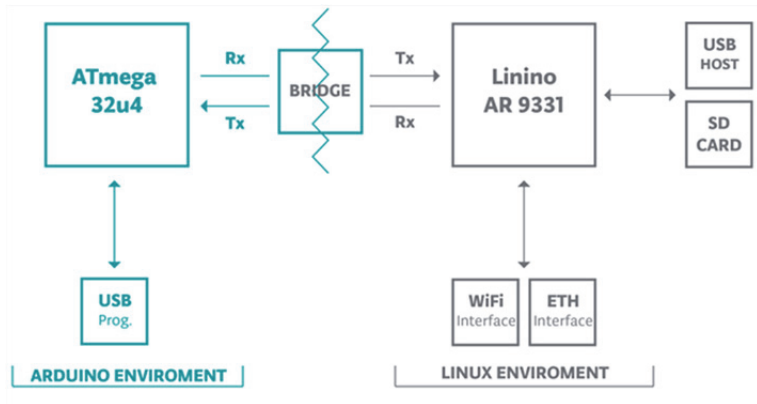 ATmega
32u4
Rx
Tx
BRIDGE
Tx
Rx
Linino
AR 9331
USB
HOST
SD
CARD
USB
Prog.
WiFi
Interface
ETH
Interface
ARDUINO ENVIROMENT
LINUX ENVIROMENT